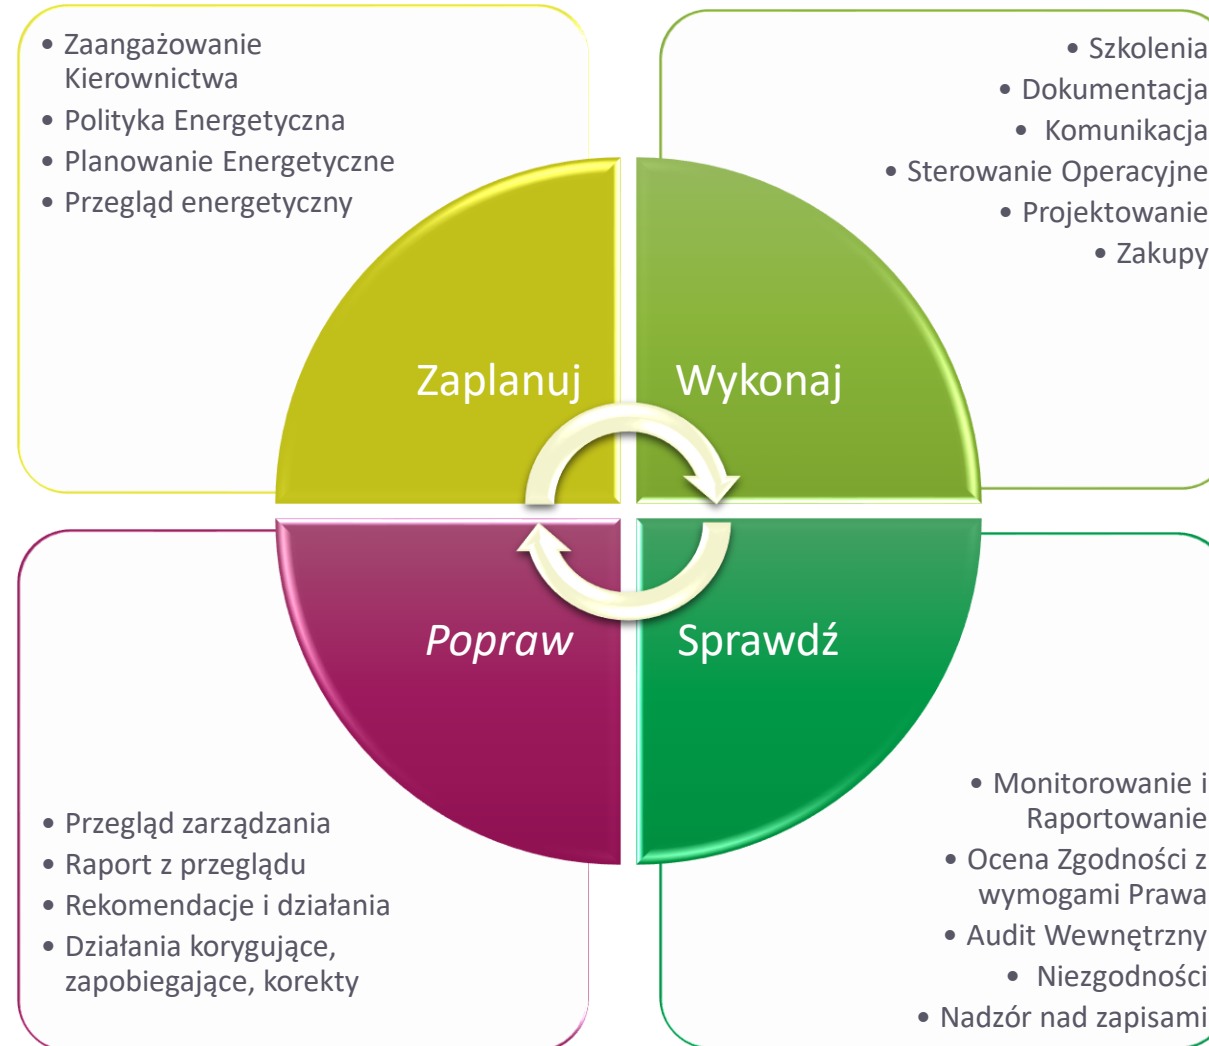 • Zaangażowanie
Kierownictwa
• Polityka Energetyczna
• Planowanie Energetyczne
• Przegląd energetyczny
• Szkolenia
• Dokumentacja
• Komunikacja
• Sterowanie Operacyjne
• Projektowanie
• Zakupy
Zaplanuj
Wykonaj
Popraw
Sprawdź
• Przegląd zarządzania
• Raport z przeglądu
• Rekomendacje i działania
• Działania korygujące,
zapobiegające, korekty
• Monitorowanie i
Raportowanie
• Ocena Zgodności z
wymogami Prawa
• Audit Wewnętrzny
• Niezgodności
• Nadzór nad zapisami